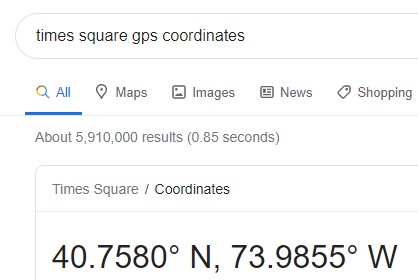 times square gps coordinates
All Maps Images News Shopping
About 5,910,000 results (0.85 seconds)
Times Square / Coordinates
40.7580° N, 73.9855° W